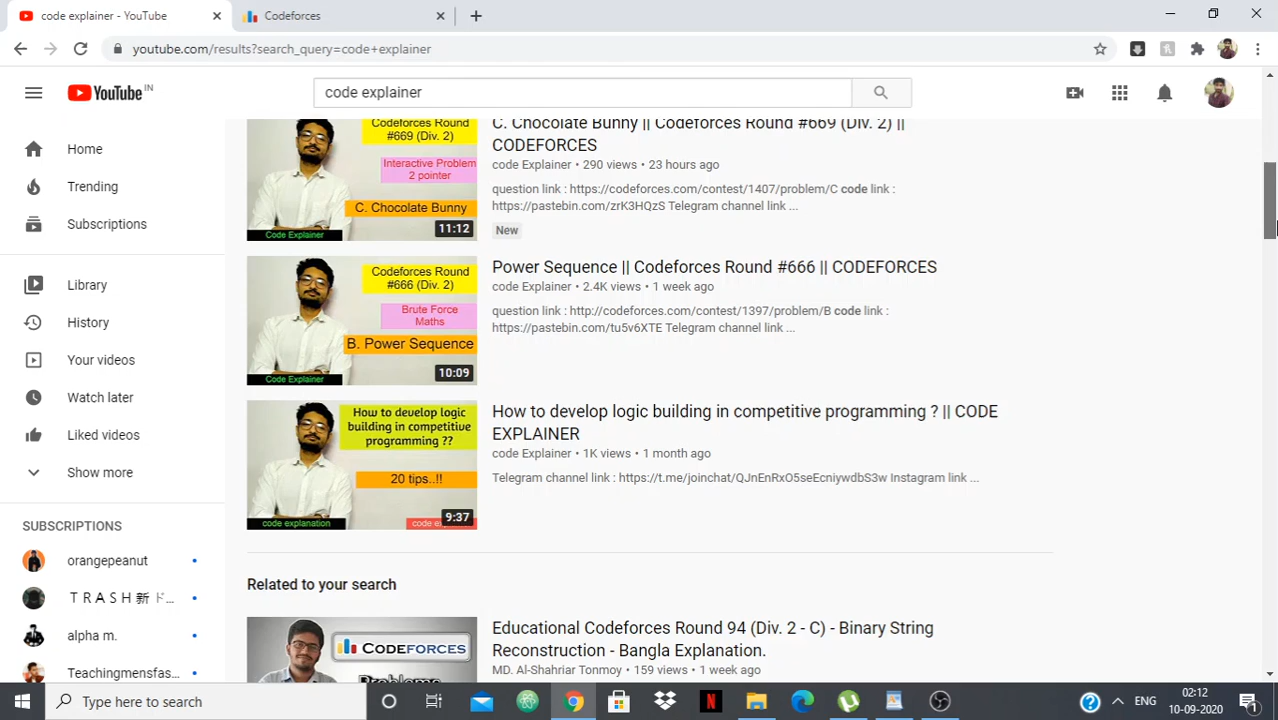 code explainer - YouTube
Codeforces
youtube.com/results?search_query=code+explainer
YouTube IN
code explainer
Home
Trending
Subscriptions
Library
History
Your videos
Watch later
Liked videos
Show more
SUBSCRIPTIONS
orangepeanut
T R A S H 新 ド...
alpha m.
Teachingmensfas...
Codeforces Round
#669 (Div. 2)
Interactive Problem
2 pointer
C. Chocolate Bunny
Code Explainer
11:12
C. Chocolate Bunny || Codeforces Round #669 (Div. 2) ||
CODEFORCES
code Explainer • 290 views • 23 hours ago
question link : https://codeforces.com/contest/1407/problem/C code link :
https://pastebin.com/zrK3HQzS Telegram channel link ...
New
Codeforces Round
#666 (Div. 2)
Brute Force
Maths
B. Power Sequence
Code Explainer
10:09
Power Sequence || Codeforces Round #666 || CODEFORCES
code Explainer • 2.4K views • 1 week ago
question link : http://codeforces.com/contest/1397/problem/B code link :
https://pastebin.com/tu5v6XTE Telegram channel link ...
How to develop logic
building in competitive
programming ??
20 tips..!!
code explanation
code e
9:37
How to develop logic building in competitive programming ? || CODE
EXPLAINER
code Explainer • 1K views • 1 month ago
Telegram channel link : https://t.me/joinchat/QJnEnRxO5seEcniywdbS3w Instagram link ...
Related to your search
CODEFORCES
Problems
Educational Codeforces Round 94 (Div. 2 - C) - Binary String
Reconstruction - Bangla Explanation.
MD. Al-Shahriar Tonmoy • 159 views • 1 week ago
Type here to search
ENG
02:12
10-09-2020
1